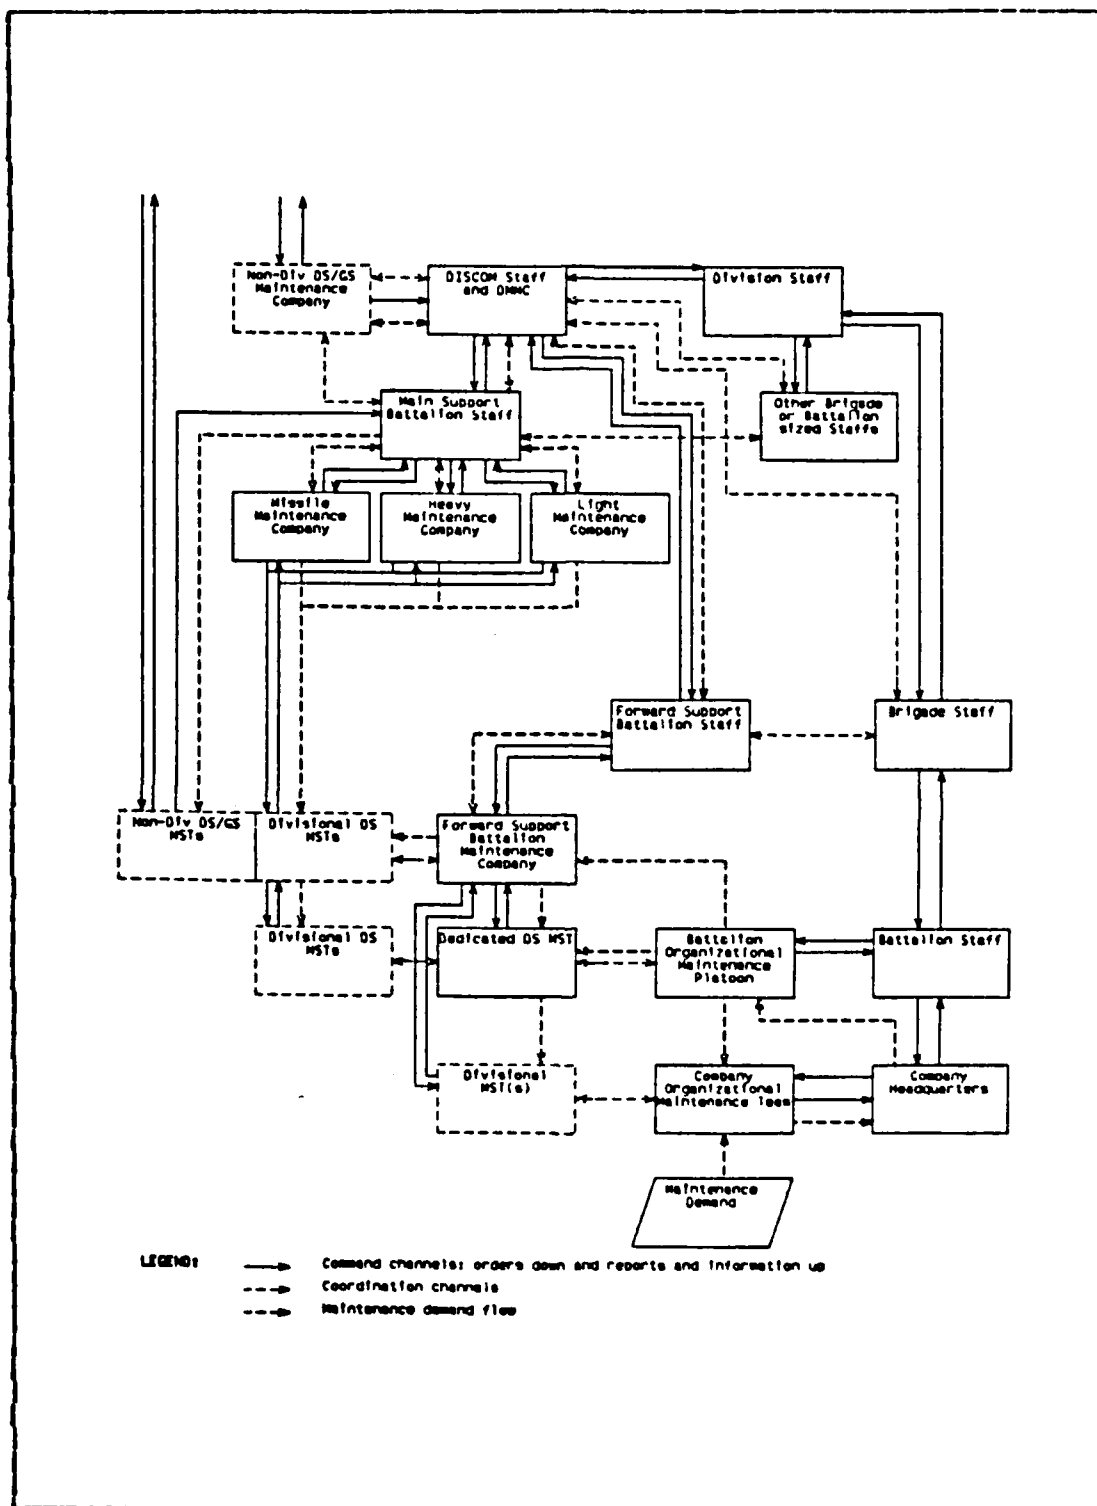 Non-Div DS/GS
Maintenance
Company
DISCOM Staff
and DMMC
Division Staff
Main Support
Battalion Staff
Other Brigade
or Battalion
sized Staffs
Missile
Maintenance
Company
Heavy
Maintenance
Company
Light
Maintenance
Company
Forward Support
Battalion Staff
Brigade Staff
Non-Div DS/GS
MSTs
Divisional DS
MSTs
Forward Support
Battalion
Maintenance
Company
Divisional DS
MSTs
Dedicated DS MST
Battalion
Organizational
Maintenance
Platoon
Battalion Staff
Divisional
MST(s)
Company
Organizational
Maintenance Team
Company
Headquarters
Maintenance
Demand
LEGEND:
Command channels: orders down and reports and information up
Coordination channels
Maintenance demand flow